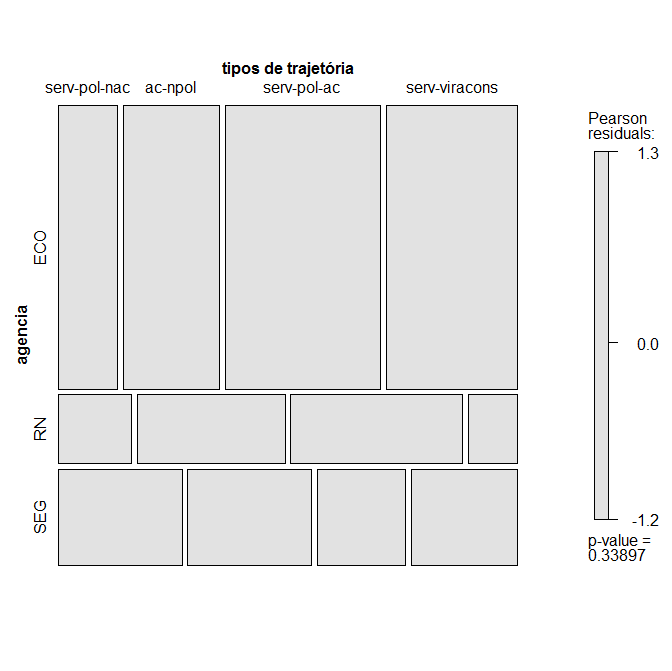 tipos de trajetória
serv-pol-nac ac-npol serv-pol-ac serv-viracons
agencia
ECO
RN
SEG
Pearson
residuals:
1.3
0.0
-1.2
p-value =
0.33897